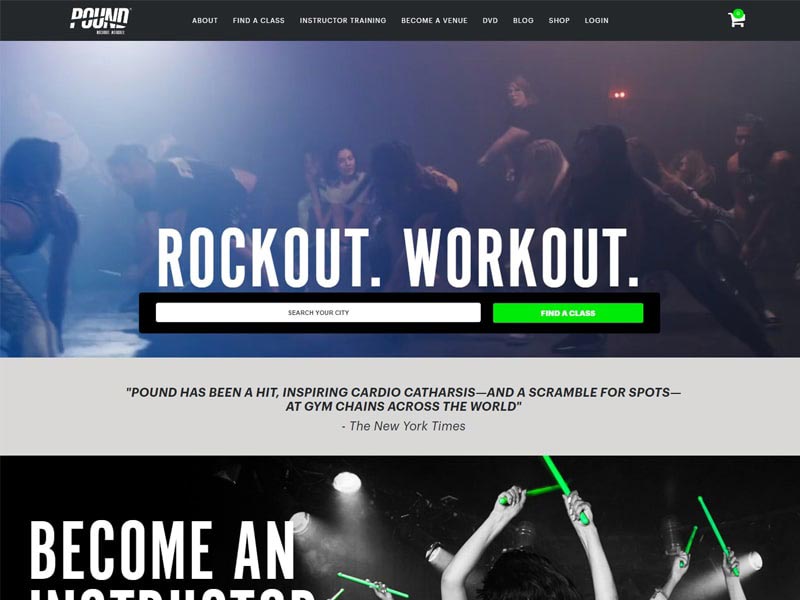 POUND
ROCKOUT. WORKOUT.
ABOUT FIND A CLASS INSTRUCTOR TRAINING BECOME A VENUE DVD BLOG SHOP LOGIN
0
ROCKOUT. WORKOUT.
SEARCH YOUR CITY FIND A CLASS
"POUND HAS BEEN A HIT, INSPIRING CARDIO CATHARSIS—AND A SCRAMBLE FOR SPOTS—
AT GYM CHAINS ACROSS THE WORLD"
- The New York Times
BECOME AN
INSTRUCTOR